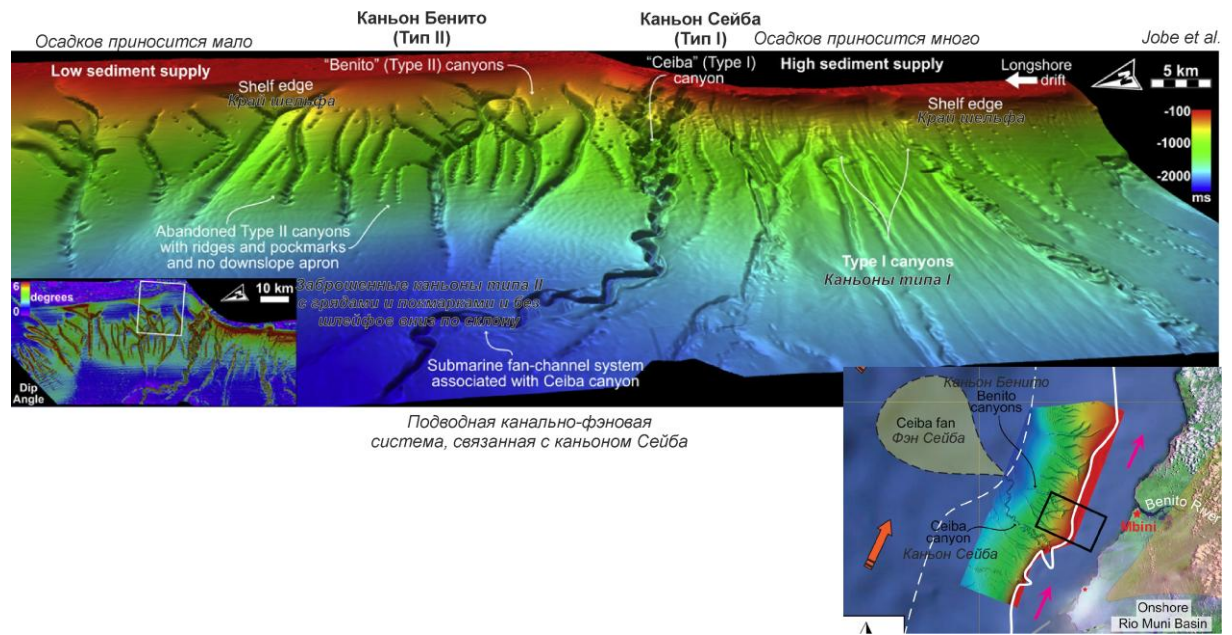 Каньон Бенито
(Тип II)
Каньон Сейба
(Тип I)
Осадков приносится мало
Осадков приносится много
Jobe et al.
Low sediment supply
"Benito" (Type II) canyons
"Ceiba" (Type I)
canyon
High sediment supply
Longshore
drift
N
5 km
Shelf edge
Край шельфа
Shelf edge
Край шельфа
-100
-1000
-2000
ms
Abandoned Type II canyons
with ridges and pockmarks
and no downslope apron
Type I canyons
Каньоны типа I
6
0
degrees
N
10 km
Dip
Angle
Заброшенные каньоны типа II
с грядами и покмарками и без
шлейфов вниз по склону
Submarine fan-channel system
associated with Ceiba canyon
Подводная канально-фэновая
система, связанная с каньоном Сейба
Каньон Бенито
Benito
canyons
Ceiba fan
Фэн Сейба
Benito River
Mbini
Ceiba
canyon
Каньон Сейба
Onshore
Rio Muni Basin